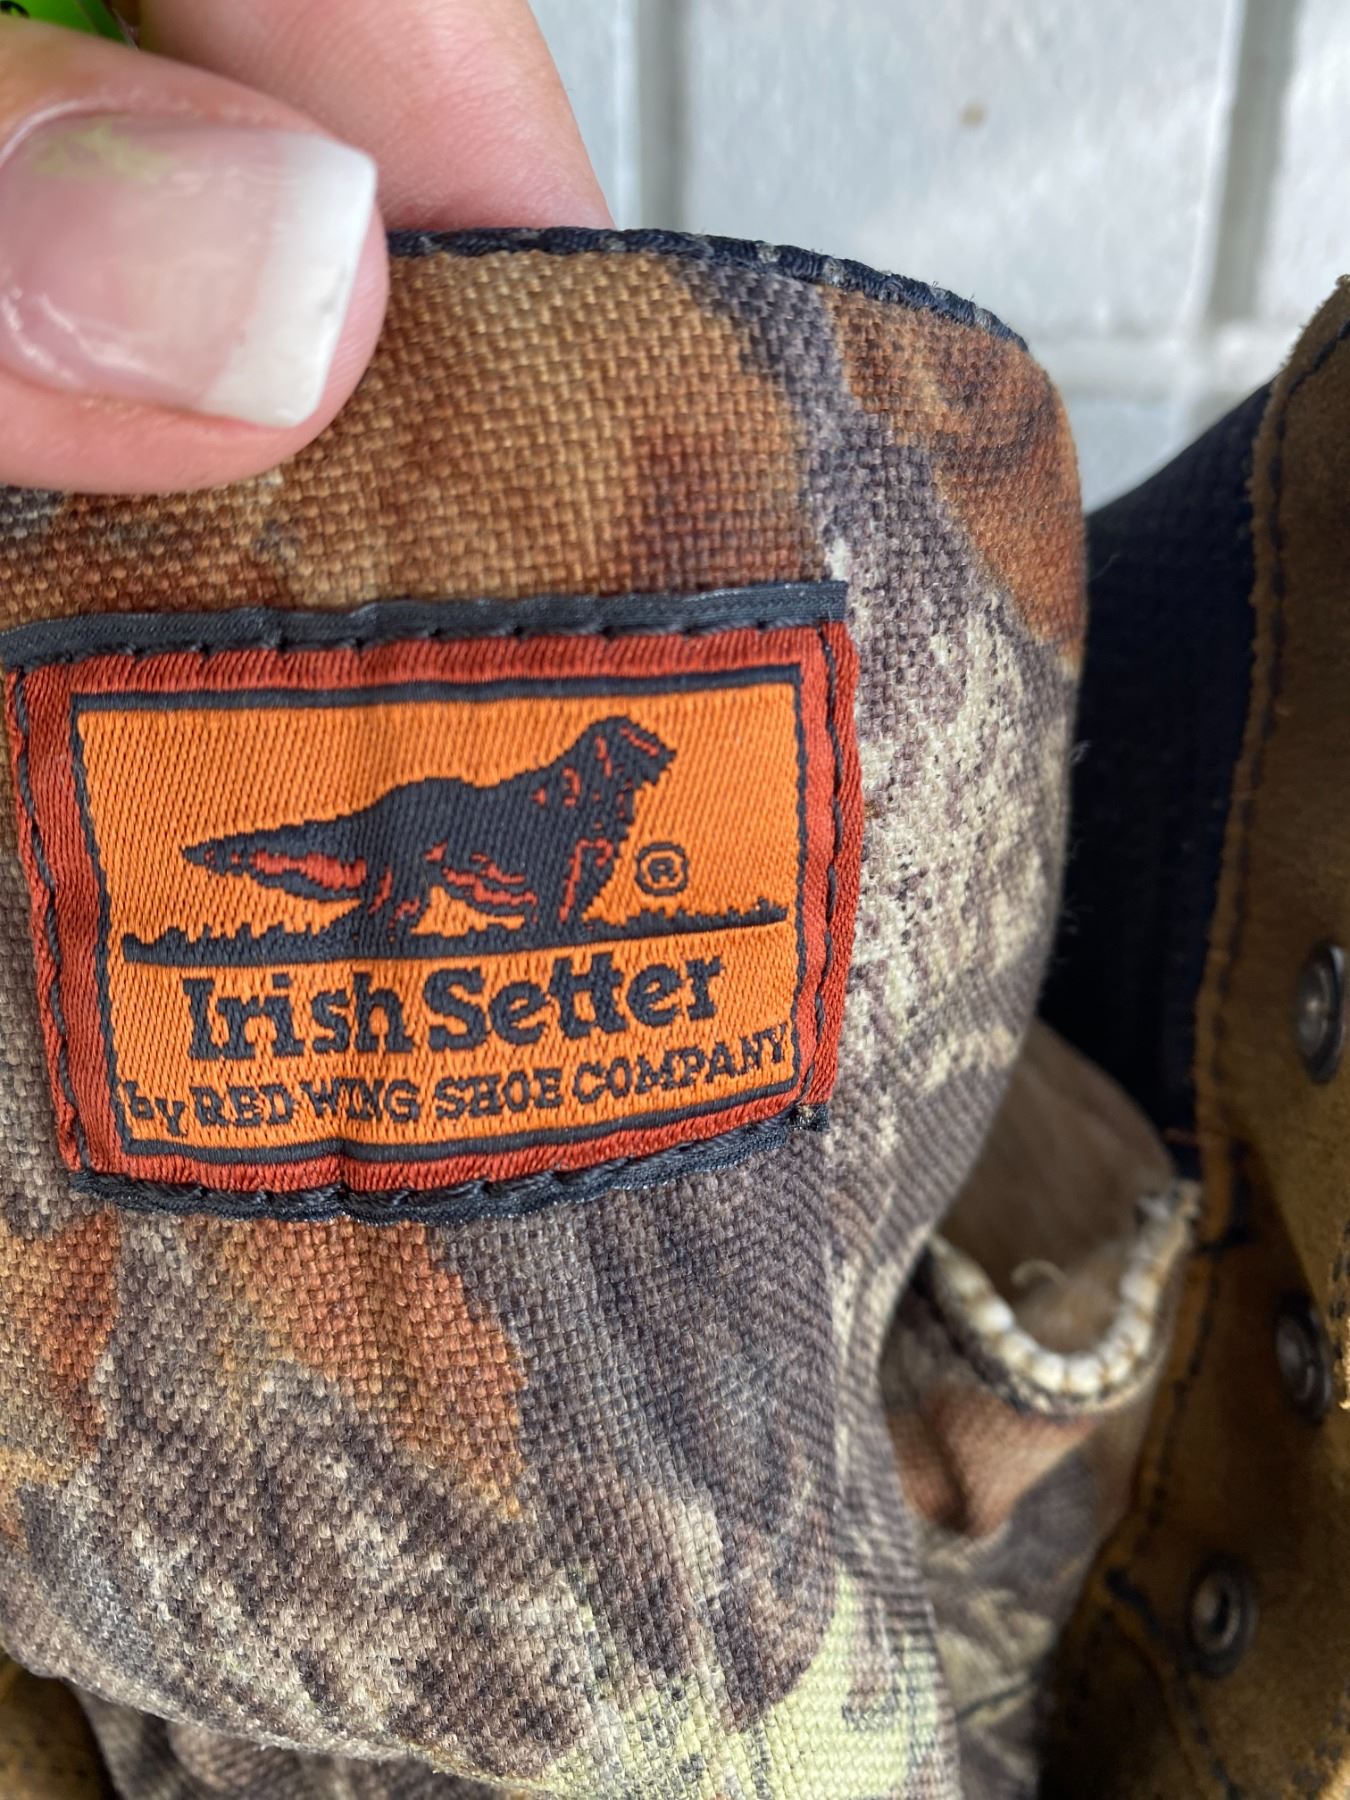 ®
Irish Setter
by RED WING SHOE COMPANY